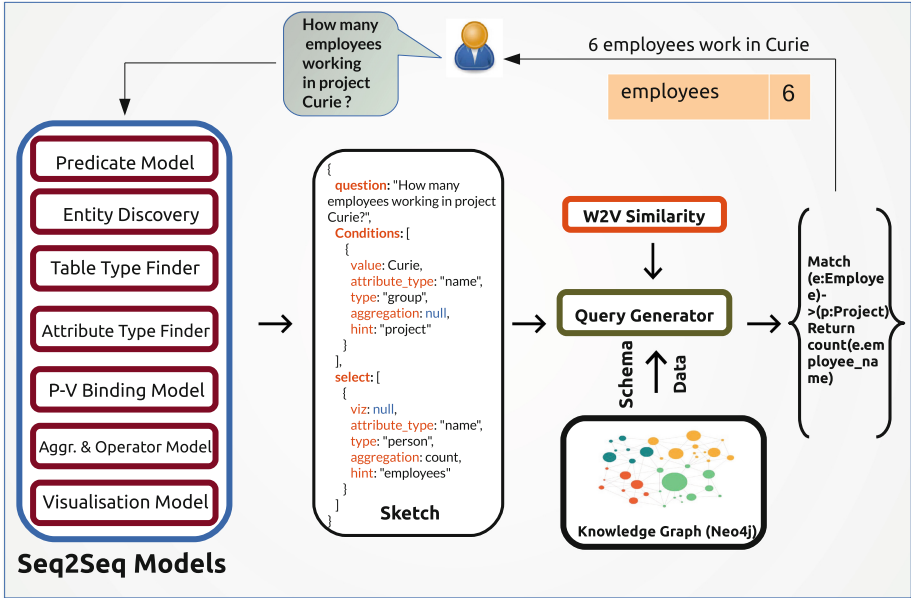 How many
employees
working
in project
Curie ?
6 employees work in Curie
employees 6
Predicate Model
Entity Discovery
Table Type Finder
Attribute Type Finder
P-V Binding Model
Aggr. & Operator Model
Visualisation Model
Seq2Seq Models
{
question: "How many
employees working in project
Curie?",
Conditions: [
{
value: Curie,
attribute_type: "name",
type: "group",
aggregation: null,
hint: "project"
}
],
select: [
{
viz: null,
attribute_type: "name",
type: "person",
aggregation: count,
hint: "employees"
}
]
}
Sketch
W2V Similarity
Query Generator
Schema
Data
Knowledge Graph (Neo4j)
Match
(e:Employe
e)-
>(p:Project)
Return
count(e.em
ployee_na
me)